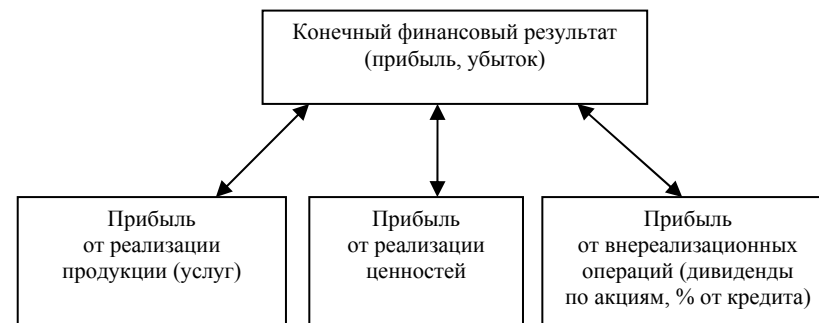 Конечный финансовый результат
(прибыль, убыток)
Прибыль
от реализации
продукции (услуг)
Прибыль
от реализации
ценностей
Прибыль
от внереализационных
операций (дивиденды
по акциям, % от кредита)